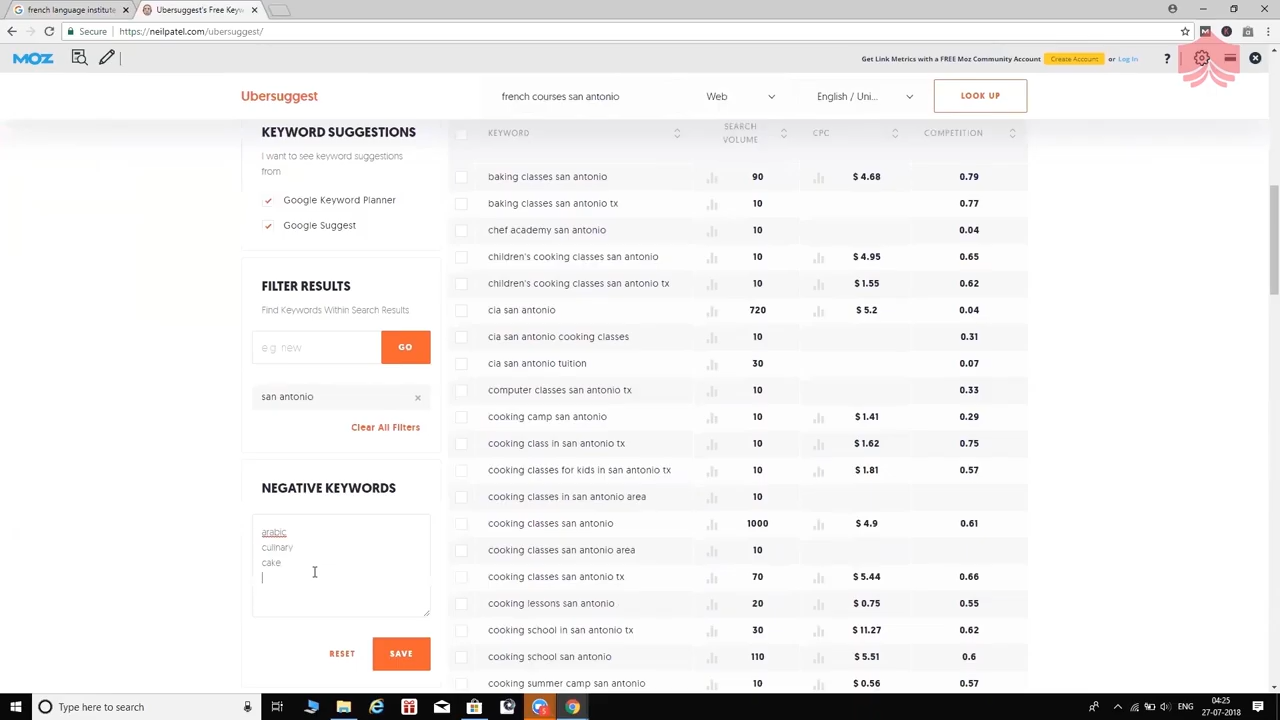 french language institute
Ubersuggest's Free Keyw
Secure
https://neilpatel.com/ubersuggest/
MOZ
Get Link Metrics with a FREE Moz Community Account Create Account or Log In
Ubersuggest
french courses san antonio
Web
English / Uni...
LOOK UP
KEYWORD SUGGESTIONS
I want to see keyword suggestions
from
Google Keyword Planner
Google Suggest
FILTER RESULTS
Find Keywords Within Search Results
e.g. new
GO
san antonio
Clear All Filters
NEGATIVE KEYWORDS
arabic
culinary
cake
RESET SAVE
KEYWORD SEARCH VOLUME CPC COMPETITION
baking classes san antonio 90 $ 4.68 0.79
baking classes san antonio tx 10 0.77
chef academy san antonio 10 0.04
children's cooking classes san antonio 10 $ 4.95 0.65
children's cooking classes san antonio tx 10 $ 1.55 0.62
cia san antonio 720 $ 5.2 0.04
cia san antonio cooking classes 10 0.31
cia san antonio tuition 30 0.07
computer classes san antonio tx 10 0.33
cooking camp san antonio 10 $ 1.41 0.29
cooking class in san antonio tx 10 $ 1.62 0.75
cooking classes for kids in san antonio tx 10 $ 1.81 0.57
cooking classes in san antonio area 10
cooking classes san antonio 1000 $ 4.9 0.61
cooking classes san antonio area 10
cooking classes san antonio tx 70 $ 5.44 0.66
cooking lessons san antonio 20 $ 0.75 0.55
cooking school in san antonio tx 30 $ 11.27 0.62
cooking school san antonio 110 $ 5.51 0.6
cooking summer camp san antonio 10 $ 0.56 0.57
Type here to search
ENG
04:25
27-07-2018